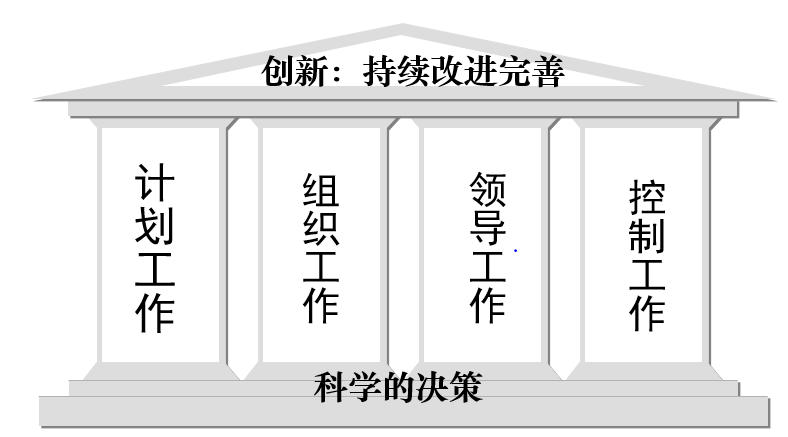 创新：持续改进完善
计划工作
组织工作
领导工作
控制工作
科学的决策